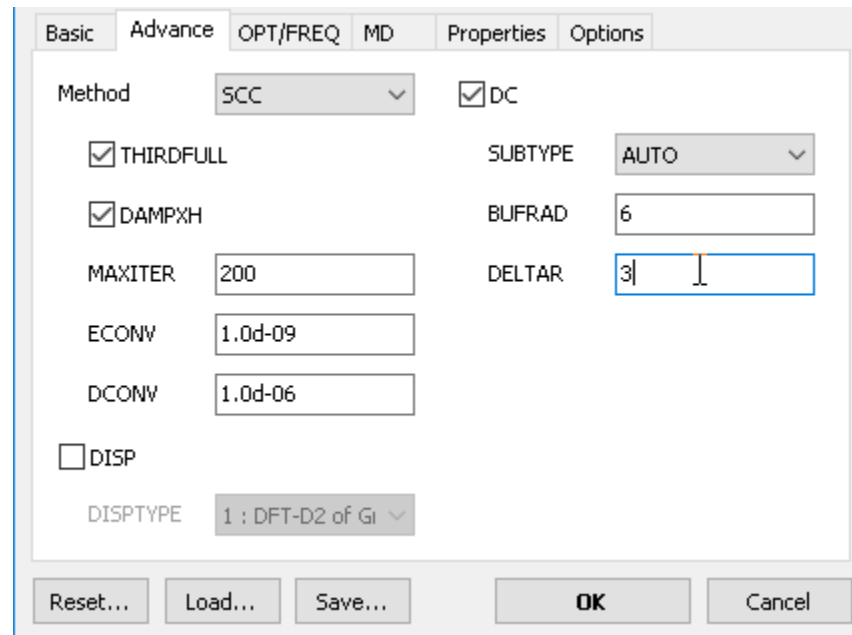 Basic Advance OPT/FREQ MD Properties Options
Method SCC DC
THIRDFULL SUBTYPE AUTO
DAMPXH BUFRAD 6
MAXITER 200 DELTAR 3
ECONV 1.0d-09
DCONV 1.0d-06
DISP
DISPTYPE 1 : DFT-D2 of
Reset... Load... Save... OK Cancel